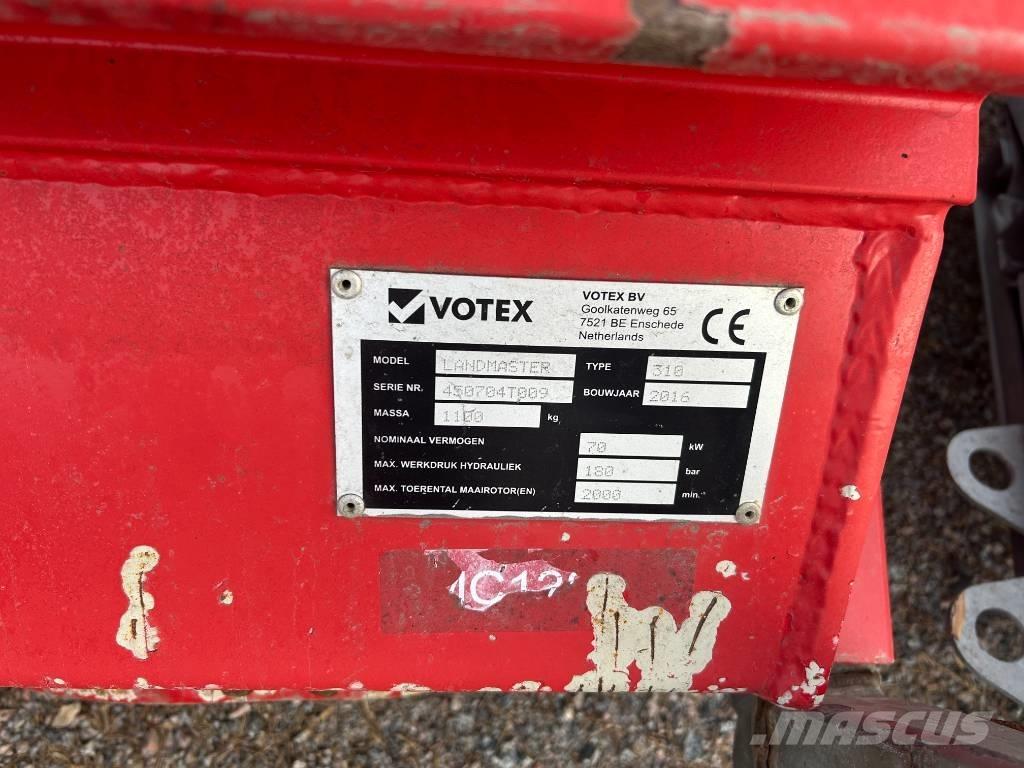 VOTEX
VOTEX BV
Goolkatenweg 65
7521 BE Enschede
Netherlands
CE
MODEL LANDMASTER TYPE 310
SERIE NR. 450704T009 BOUWJAAR 2016
MASSA 1100 kg
NOMINAAL VERMOGEN 70 kW
MAX. WERKDRUK HYDRAULIEK 180 bar
MAX. TOERENTAL MAAIROTOR(EN) 2000 min.
MASCUS